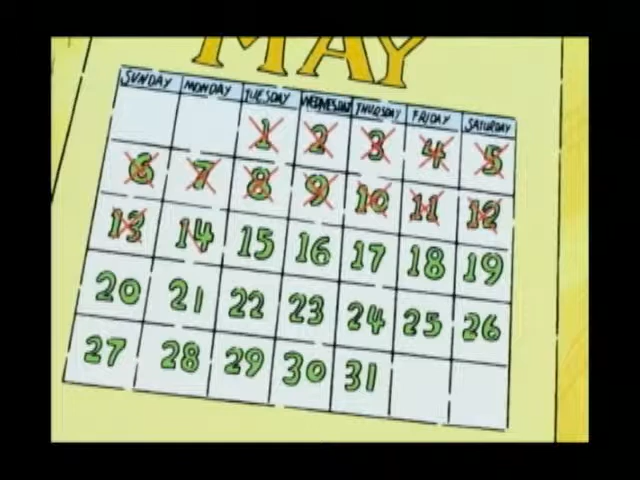 MAY
SUNDAY MONDAY TUESDAY WEDNESDAY THURSDAY FRIDAY SATURDAY
1 2 3 4 5
6 7 8 9 10 11 12
13 14 15 16 17 18 19
20 21 22 23 24 25 26
27 28 29 30 31